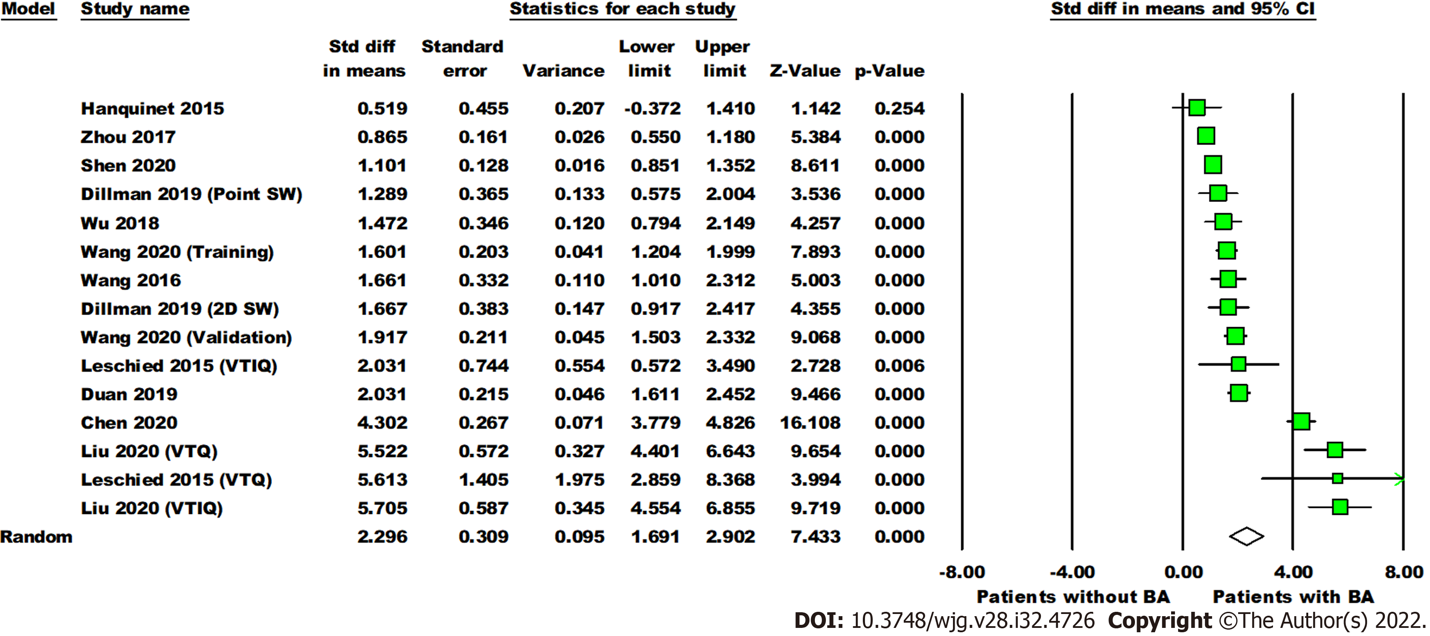 Model Study name Statistics for each study Std diff in means and 95% CI
Std diff Standard Lower Upper
in means error Variance limit limit Z-Value p-Value
Hanquinet 2015 0.519 0.455 0.207 -0.372 1.410 1.142 0.254
Zhou 2017 0.865 0.161 0.026 0.550 1.180 5.384 0.000
Shen 2020 1.101 0.128 0.016 0.851 1.352 8.611 0.000
Dillman 2019 (Point SW) 1.289 0.365 0.133 0.575 2.004 3.536 0.000
Wu 2018 1.472 0.346 0.120 0.794 2.149 4.257 0.000
Wang 2020 (Training) 1.601 0.203 0.041 1.204 1.999 7.893 0.000
Wang 2016 1.661 0.332 0.110 1.010 2.312 5.003 0.000
Dillman 2019 (2D SW) 1.667 0.383 0.147 0.917 2.417 4.355 0.000
Wang 2020 (Validation) 1.917 0.211 0.045 1.503 2.332 9.068 0.000
Leschied 2015 (VTIQ) 2.031 0.744 0.554 0.572 3.490 2.728 0.006
Duan 2019 2.031 0.215 0.046 1.611 2.452 9.466 0.000
Chen 2020 4.302 0.267 0.071 3.779 4.826 16.108 0.000
Liu 2020 (VTQ) 5.522 0.572 0.327 4.401 6.643 9.654 0.000
Leschied 2015 (VTQ) 5.613 1.405 1.975 2.859 8.368 3.994 0.000
Liu 2020 (VTIQ) 5.705 0.587 0.345 4.554 6.855 9.719 0.000
Random 2.296 0.309 0.095 1.691 2.902 7.433 0.000
-8.00 -4.00 0.00 4.00 8.00
Patients without BA Patients with BA
DOI: 10.3748/wjg.v28.i32.4726 Copyright ©The Author(s) 2022.